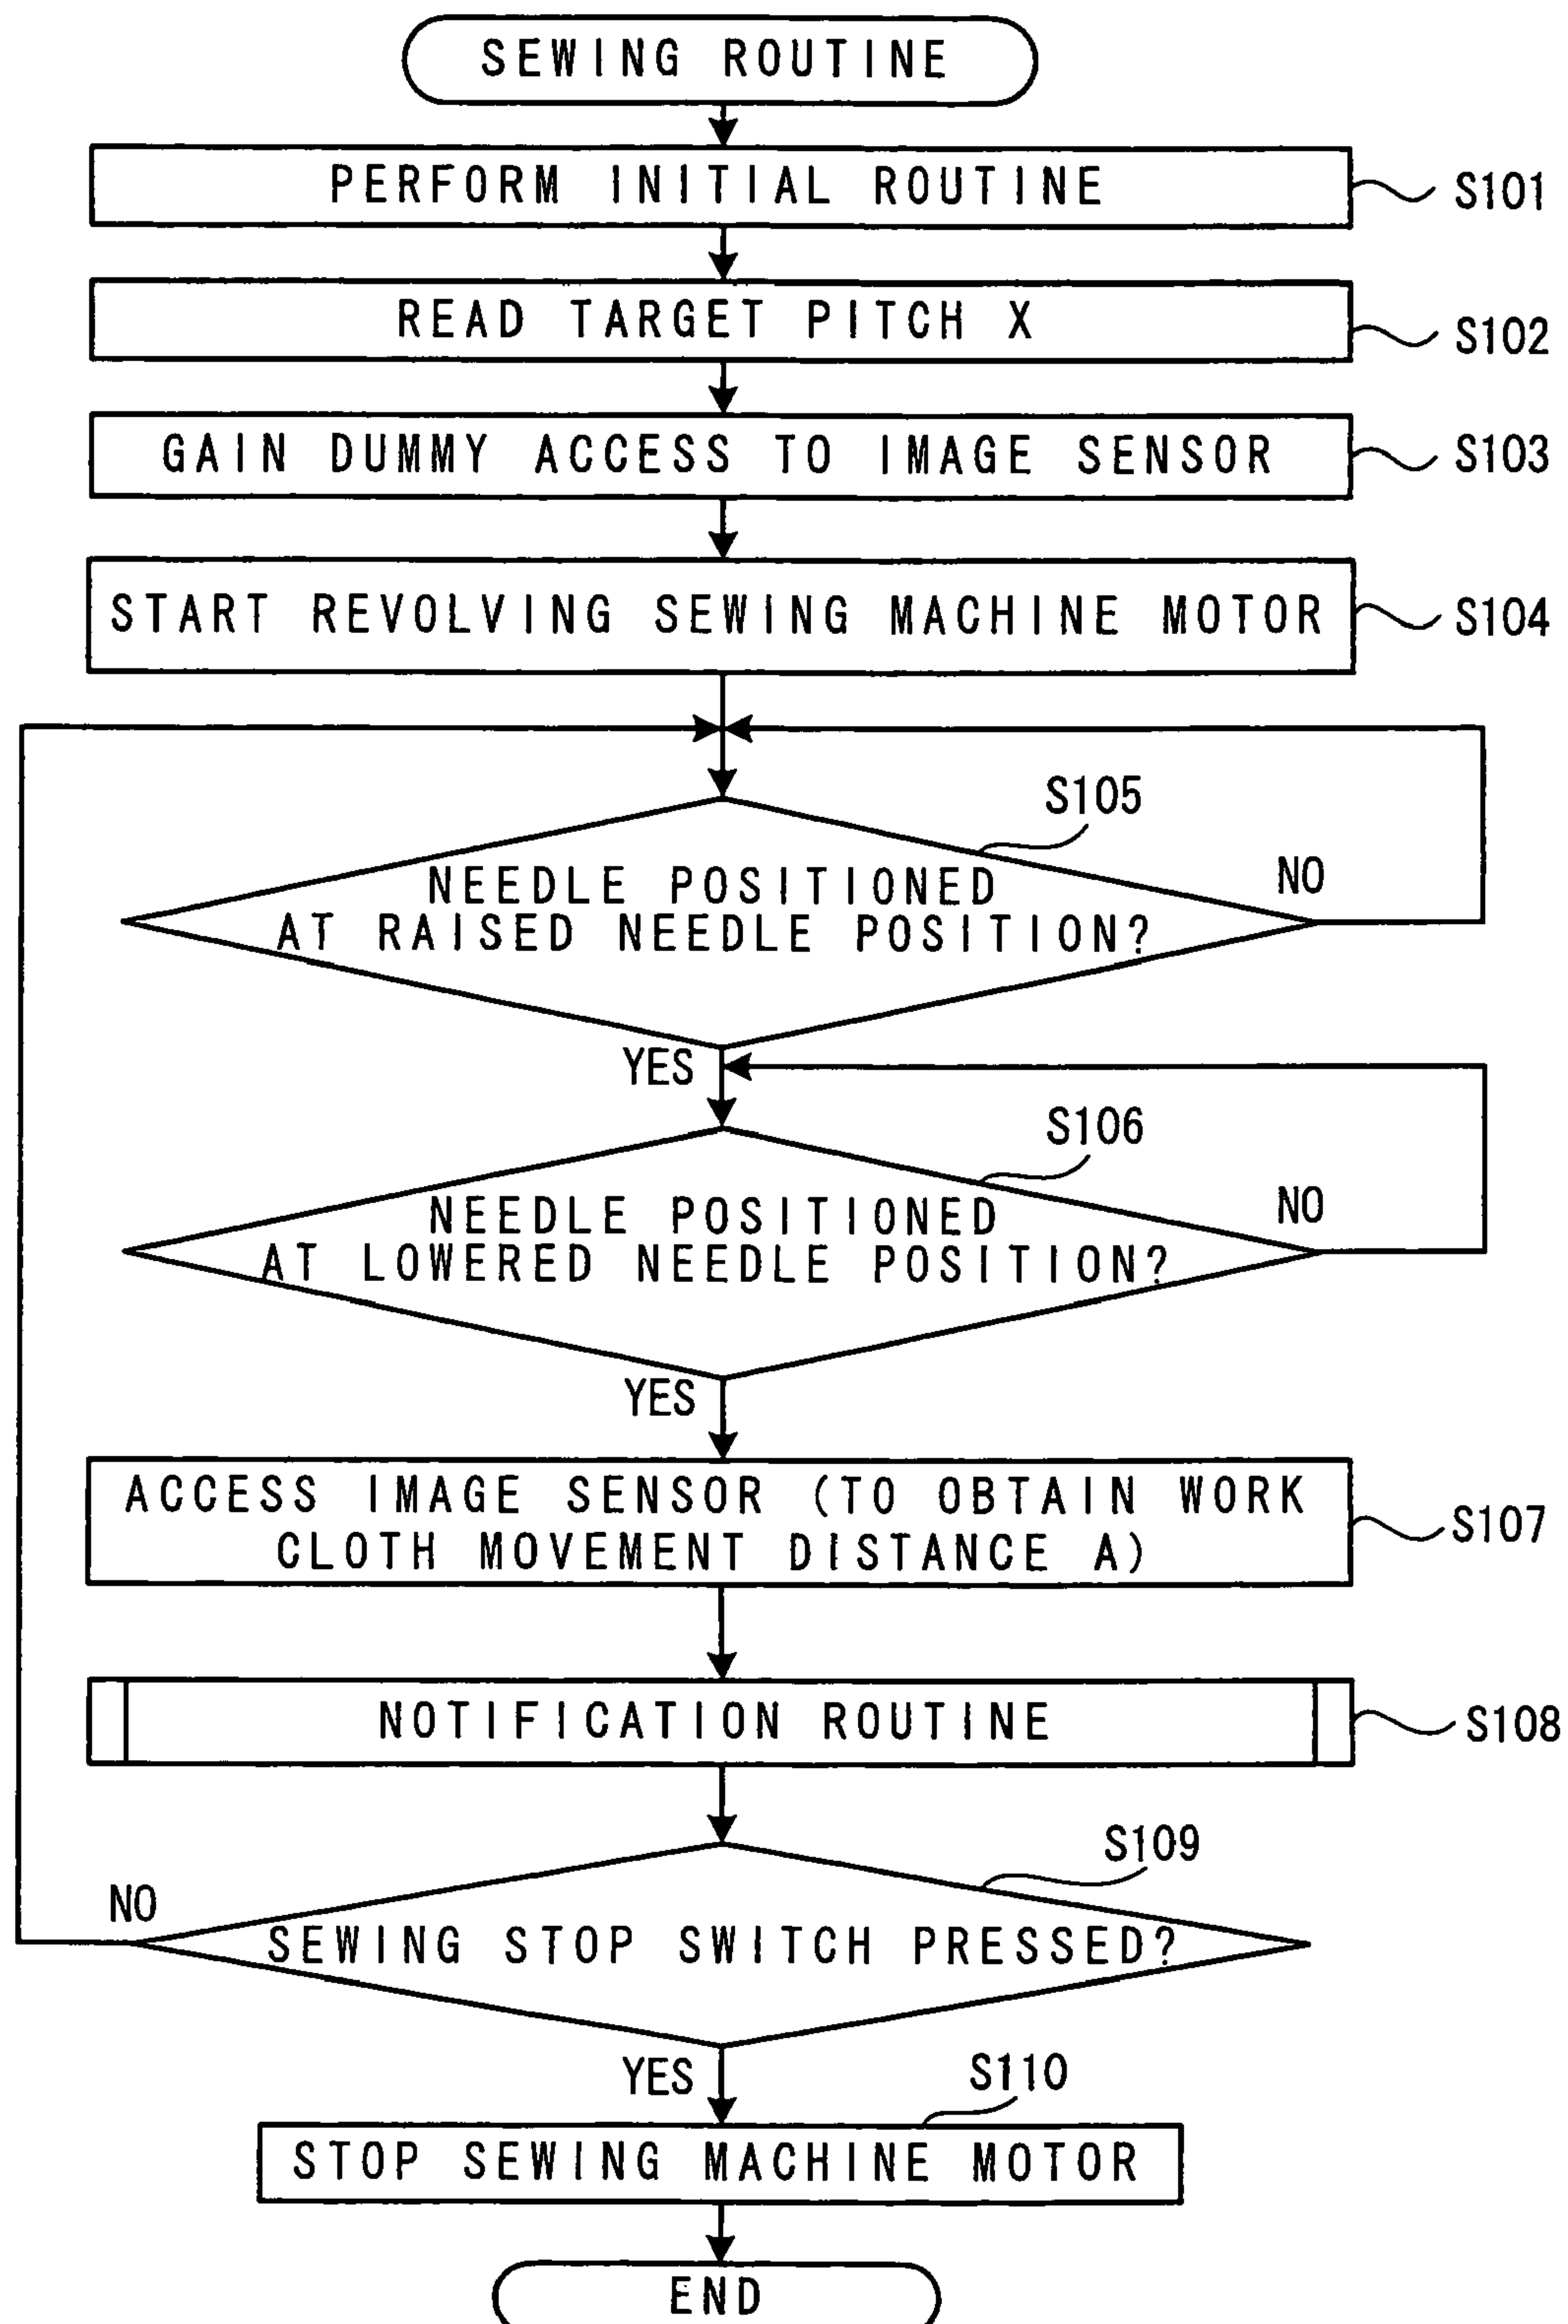 SEWING ROUTINE
PERFORM INITIAL ROUTINE
S101
READ TARGET PITCH X
S102
GAIN DUMMY ACCESS TO IMAGE SENSOR
S103
START REVOLVING SEWING MACHINE MOTOR
S104
S105
NEEDLE POSITIONED
AT RAISED NEEDLE POSITION?
NO
YES
S106
NEEDLE POSITIONED
AT LOWERED NEEDLE POSITION?
NO
YES
ACCESS IMAGE SENSOR (TO OBTAIN WORK
CLOTH MOVEMENT DISTANCE A)
S107
NOTIFICATION ROUTINE
S108
S109
NO
SEWING STOP SWITCH PRESSED?
YES
S110
STOP SEWING MACHINE MOTOR
END